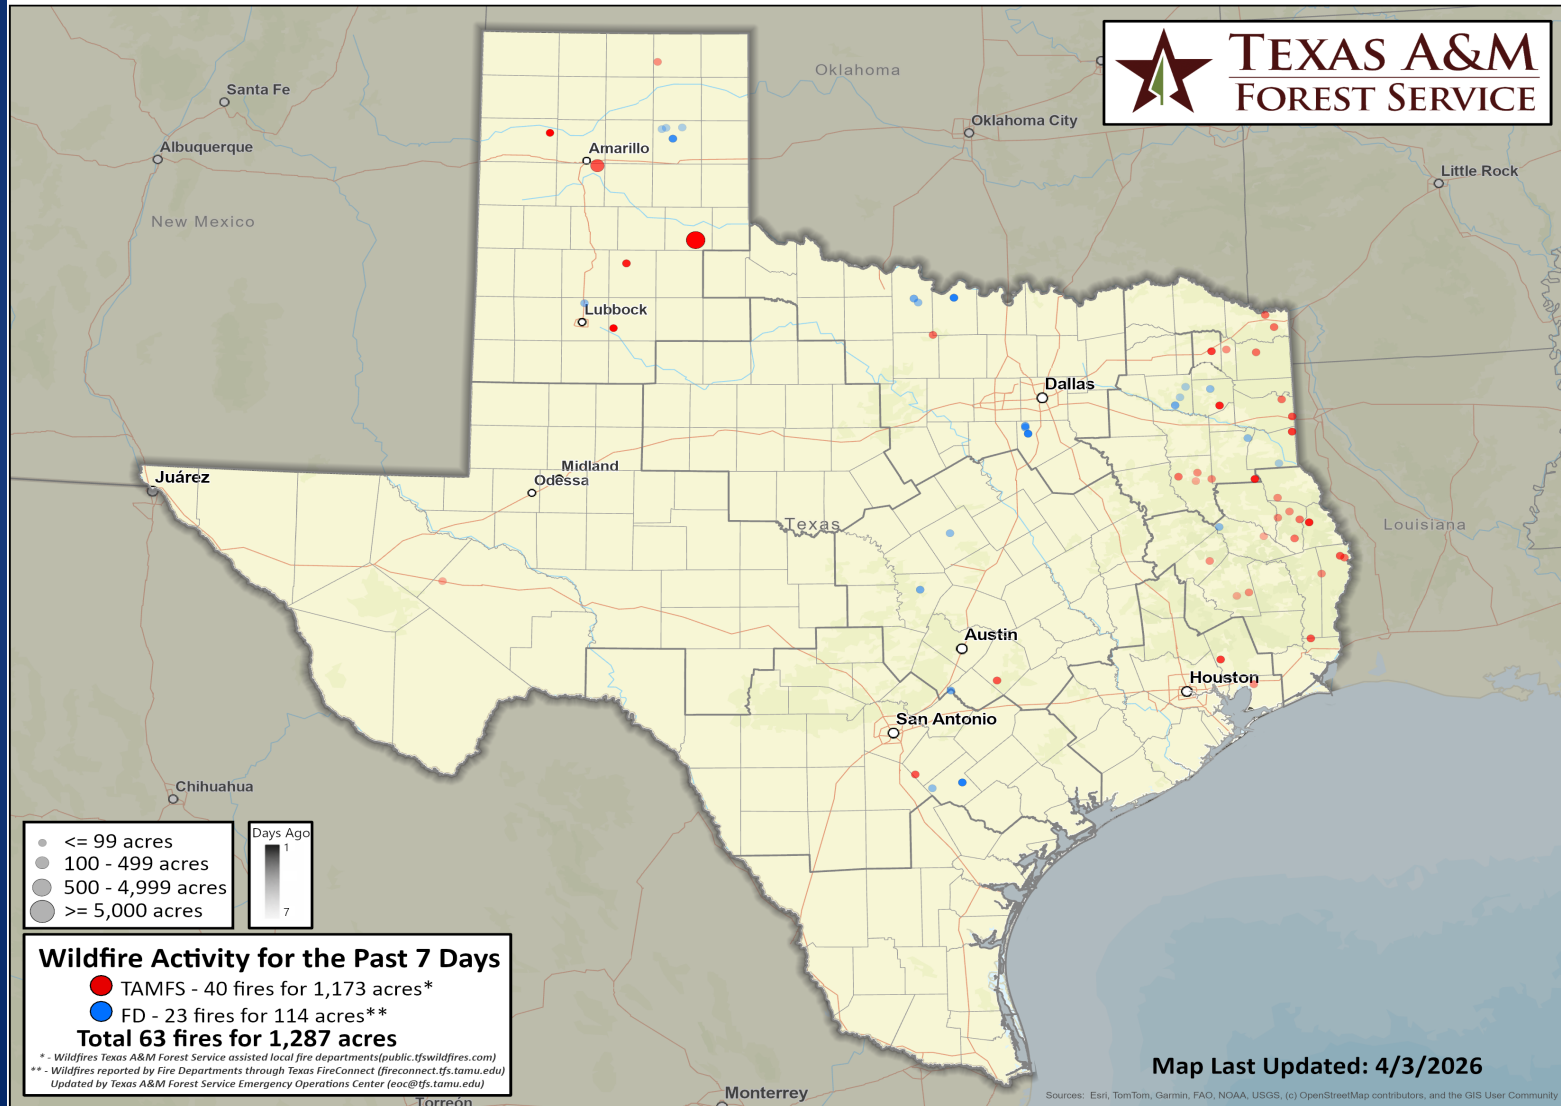 TEXAS A&M
FOREST SERVICE
Oklahoma
Santa Fe
Oklahoma City
Albuquerque
Amarillo
Little Rock
New Mexico
Lubbock
Dallas
Midland
Odessa
Juárez
Texas
Louisiana
Austin
Houston
San Antonio
Chihuahua
<= 99 acres
100 - 499 acres
500 - 4,999 acres
>= 5,000 acres
Days Ago
1
7
Wildfire Activity for the Past 7 Days
TAMFS - 40 fires for 1,173 acres*
FD - 23 fires for 114 acres**
Total 63 fires for 1,287 acres
* - Wildfires Texas A&M Forest Service assisted local fire departments(public.tfswildfires.com)
** - Wildfires reported by Fire Departments through Texas FireConnect (fireconnect.tfs.tamu.edu)
Updated by Texas A&M Forest Service Emergency Operations Center (eoc@tfs.tamu.edu)
Map Last Updated: 4/3/2026
Monterrey
Sources: Esri, TomTom, Garmin, FAO, NOAA, USGS, (c) OpenStreetMap contributors, and the GIS User Community
Torreón